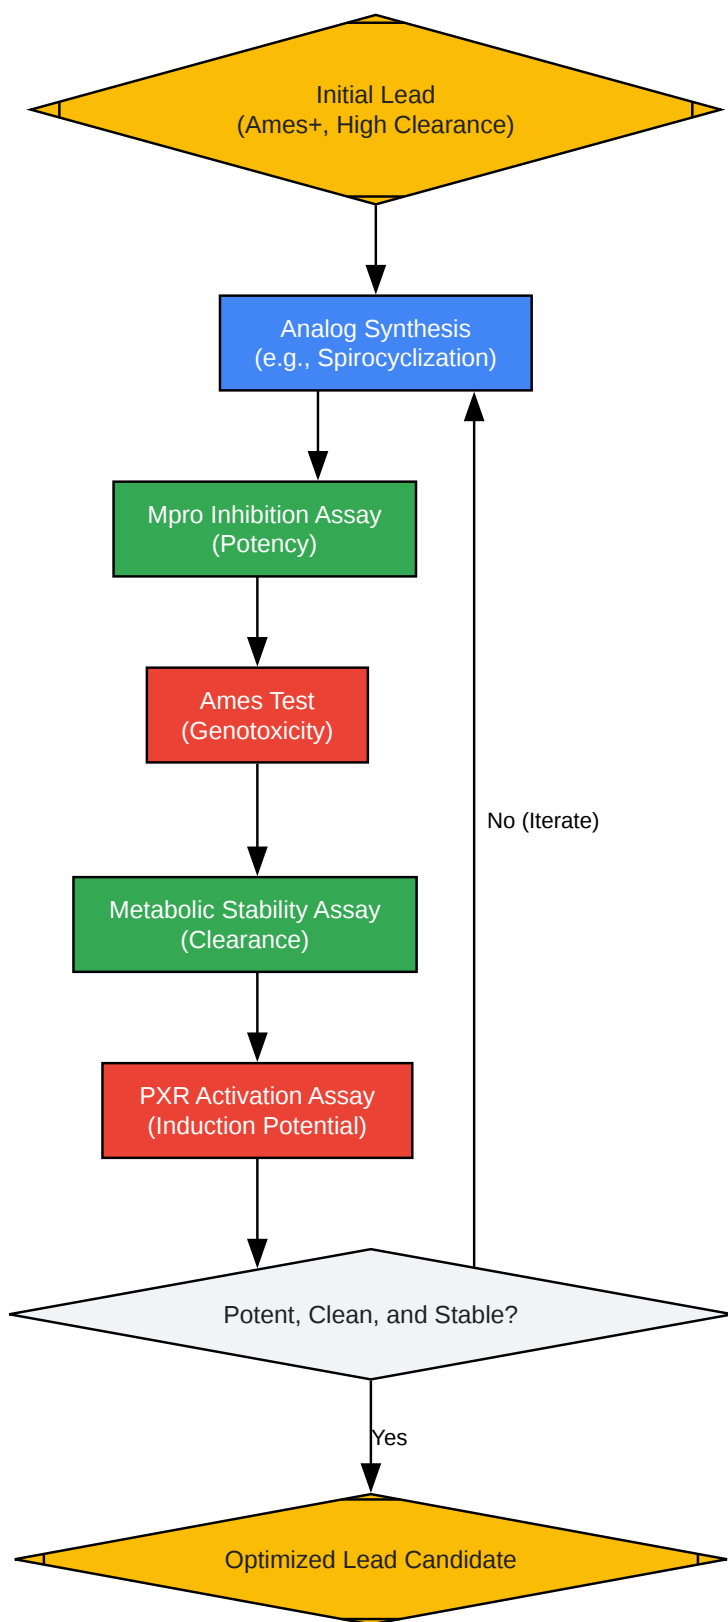 Initial Lead
(Ames+, High Clearance)
Analog Synthesis
(e.g., Spirocyclization)
Mpro Inhibition Assay
(Potency)
Ames Test
(Genotoxicity)
No (Iterate)
Metabolic Stability Assay
(Clearance)
PXR Activation Assay
(Induction Potential)
Potent, Clean, and Stable?
Yes
Optimized Lead Candidate